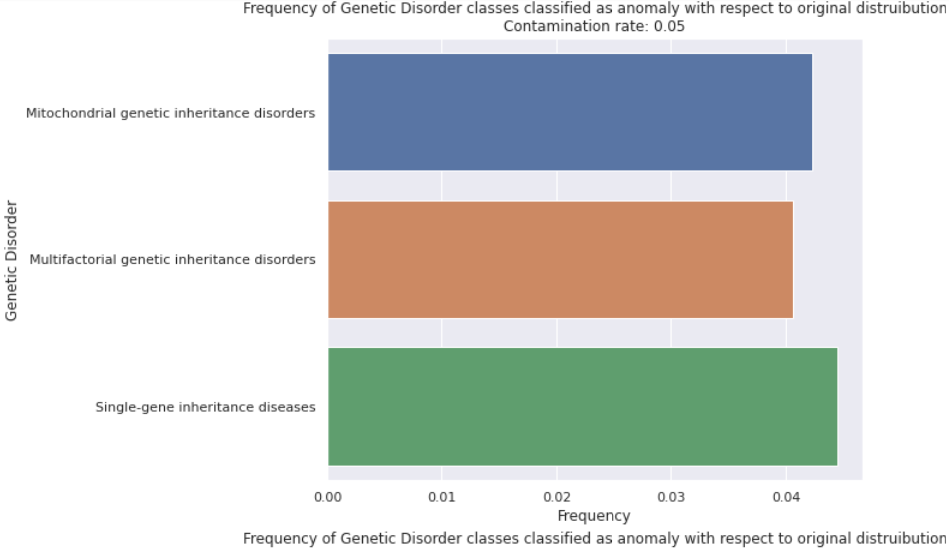 Frequency of Genetic Disorder classes classified as anomaly with respect to original distruibution
Contamination rate: 0.05
Genetic Disorder
Mitochondrial genetic inheritance disorders
Multifactorial genetic inheritance disorders
Single-gene inheritance diseases
0.00 0.01 0.02 0.03 0.04
Frequency
Frequency of Genetic Disorder classes classified as anomaly with respect to original distruibution